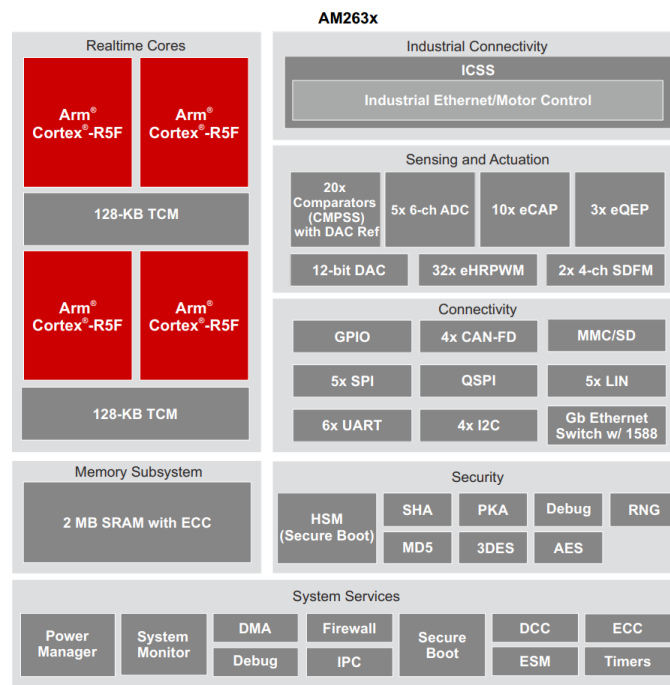 AM263x
Realtime Cores
Arm®
Cortex®-R5F
Arm®
Cortex®-R5F
128-KB TCM
Arm®
Cortex®-R5F
Arm®
Cortex®-R5F
128-KB TCM
Industrial Connectivity
ICSS
Industrial Ethernet/Motor Control
Sensing and Actuation
20x
Comparators
(CMPSS)
with DAC Ref
5x 6-ch ADC
10x eCAP
3x eQEP
12-bit DAC
32x eHRPWM
2x 4-ch SDFM
Connectivity
GPIO
4x CAN-FD
MMC/SD
5x SPI
QSPI
5x LIN
6x UART
4x I2C
Gb Ethernet
Switch w/ 1588
Memory Subsystem
2 MB SRAM with ECC
Security
HSM
(Secure Boot)
SHA
PKA
Debug
RNG
MD5
3DES
AES
System Services
Power
Manager
System
Monitor
DMA
Firewall
Secure
Boot
DCC
ECC
Debug
IPC
ESM
Timers